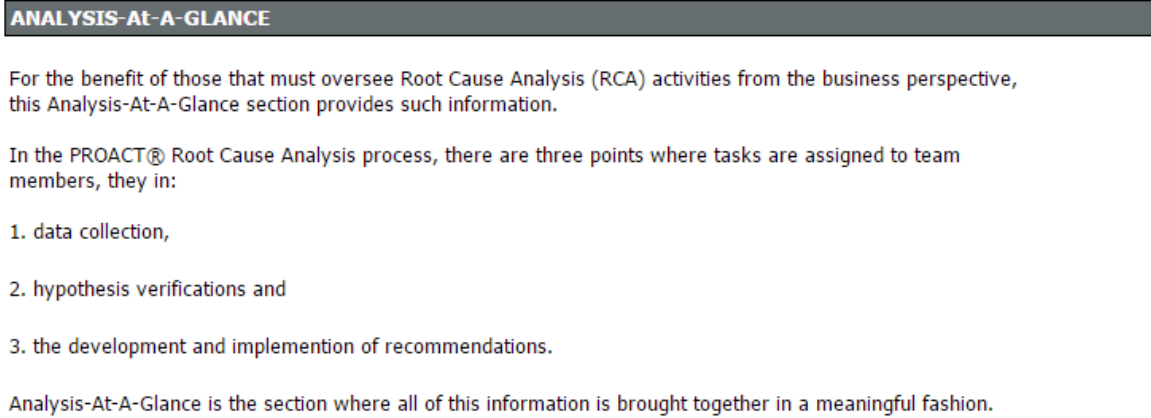 ANALYSIS-At-A-GLANCE
For the benefit of those that must oversee Root Cause Analysis (RCA) activities from the business perspective,
this Analysis-At-A-Glance section provides such information.
In the PROACT® Root Cause Analysis process, there are three points where tasks are assigned to team
members, they in:
1. data collection,
2. hypothesis verifications and
3. the development and implemention of recommendations.
Analysis-At-A-Glance is the section where all of this information is brought together in a meaningful fashion.